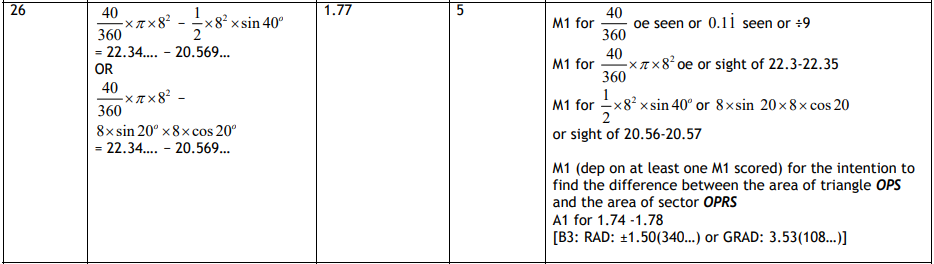 26
40/360 × π × 8² − 1/2 × 8² × sin 40°
= 22.34.... − 20.569...
OR
40/360 × π × 8² −
8 × sin 20° × 8 × cos 20°
= 22.34.... − 20.569...
1.77
5
M1 for 40/360 oe seen or 0.11̇ seen or ÷9
M1 for 40/360 × π × 8² oe or sight of 22.3-22.35
M1 for 1/2 × 8² × sin 40° or 8 × sin 20 × 8 × cos 20
or sight of 20.56-20.57
M1 (dep on at least one M1 scored) for the intention to
find the difference between the area of triangle OPS
and the area of sector OPRS
A1 for 1.74 -1.78
[B3: RAD: ±1.50(340...) or GRAD: 3.53(108...)]